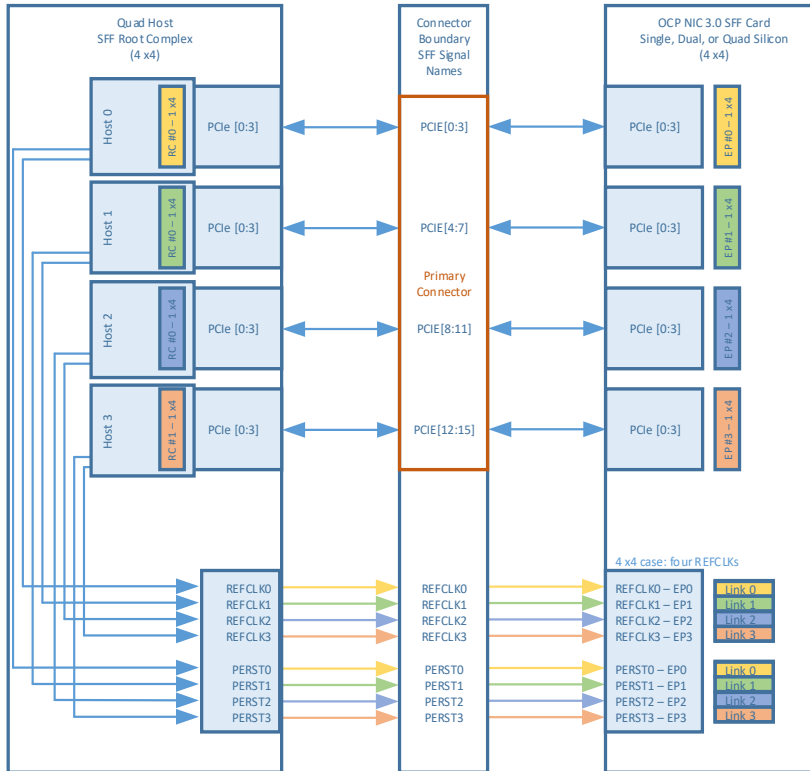 Quad Host
SFF Root Complex
(4 x4)
Connector
Boundary
SFF Signal
Names
OCP NIC 3.0 SFF Card
Single, Dual, or Quad Silicon
(4 x4)
Host 0
RC #0 – 1 x4
PCIe [0:3]
PCIE[0:3]
PCIe [0:3]
EP #0 – 1 x4
Host 1
RC #0 – 1 x4
PCIe [0:3]
PCIE[4:7]
PCIe [0:3]
EP #1 – 1 x4
Primary
Connector
Host 2
RC #0 – 1 x4
PCIe [0:3]
PCIE[8:11]
PCIe [0:3]
EP #2 – 1 x4
Host 3
RC #1 – 1 x4
PCIe [0:3]
PCIE[12:15]
PCIe [0:3]
EP #3 – 1 x4
4 x4 case: four REFCLKs
REFCLK0
REFCLK1
REFCLK2
REFCLK3
PERST0
PERST1
PERST2
PERST3
REFCLK0
REFCLK1
REFCLK2
REFCLK3
PERST0
PERST1
PERST2
PERST3
REFCLK0 – EP0
REFCLK1 – EP1
REFCLK2 – EP2
REFCLK3 – EP3
PERST0 – EP0
PERST1 – EP1
PERST2 – EP2
PERST3 – EP3
Link 0
Link 1
Link 2
Link 3
Link 0
Link 1
Link 2
Link 3